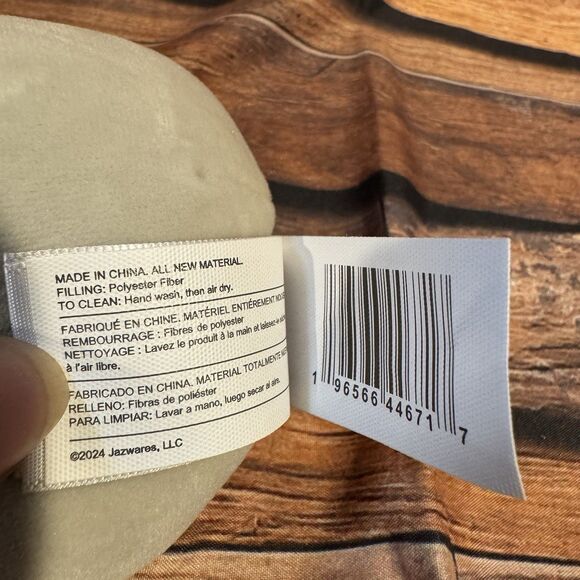 MADE IN CHINA. ALL NEW MATERIAL.
FILLING: Polyester Fiber
TO CLEAN: Hand wash, then air dry.
FABRIQUÉ EN CHINE. MATÉRIEL ENTIÈREMENT
REMBOURRAGE : Fibres de polyester
NETTOYAGE : Lavez le produit à la main et laissez-le
à l'air libre.
FABRICADO EN CHINA. MATERIAL TOTALMENTE
RELLENO: Fibras de poliéster
PARA LIMPIAR: Lavar a mano, luego secar al aire.
©2024 Jazwares, LLC
1 96566 44671 7